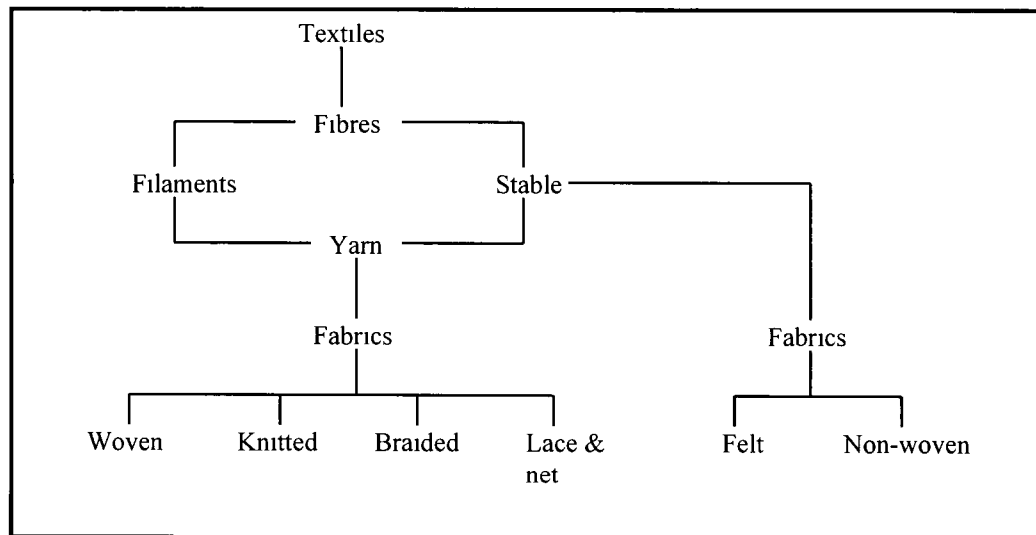 Textiles
Fibres
Filaments Stable
Yarn
Fabrics Fabrics
Woven Knitted Braided Lace & Felt Non-woven
net